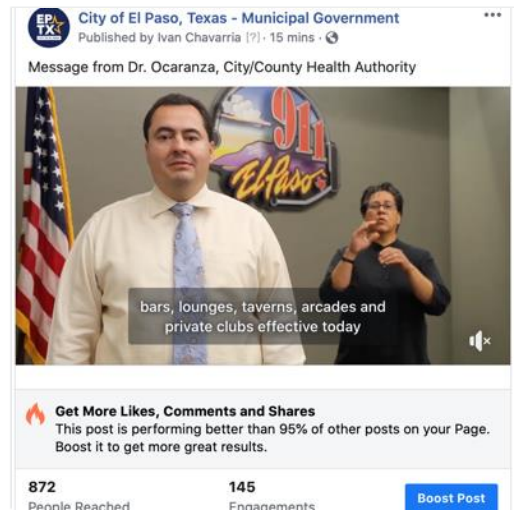 EP
TX
City of El Paso, Texas - Municipal Government
Published by Ivan Chavarria [?] · 15 mins ·
Message from Dr. Ocaranza, City/County Health Authority
911
El Paso
bars, lounges, taverns, arcades and
private clubs effective today
Get More Likes, Comments and Shares
This post is performing better than 95% of other posts on your Page.
Boost it to get more great results.
872
145
People Reached
Engagements
Boost Post